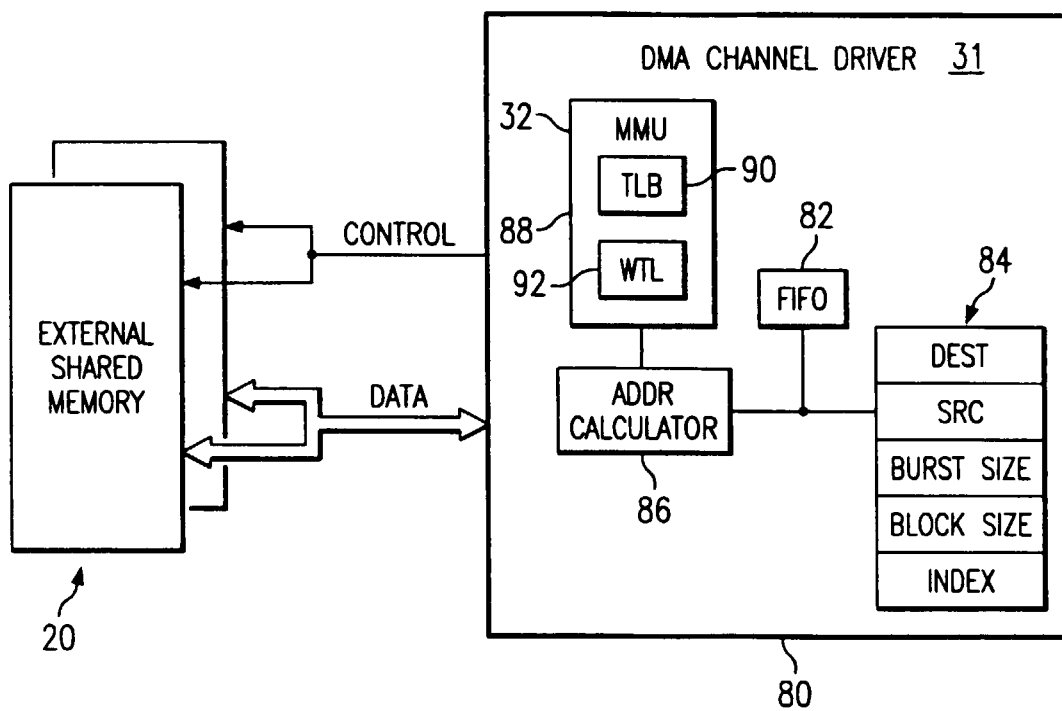 DMA CHANNEL DRIVER 31
32
MMU
TLB
90
88
92
WTL
82
FIFO
84
CONTROL
EXTERNAL
SHARED
MEMORY
DATA
ADDR
CALCULATOR
86
DEST
SRC
BURST SIZE
BLOCK SIZE
INDEX
20
80